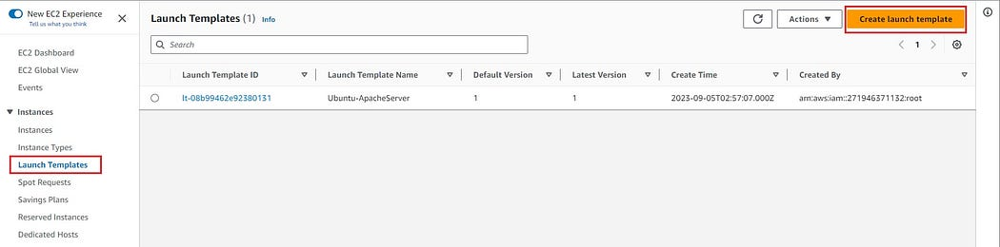 New EC2 Experience
Tell us what you think
EC2 Dashboard
EC2 Global View
Events
Instances
Instances
Instance Types
Launch Templates
Spot Requests
Savings Plans
Reserved Instances
Dedicated Hosts
Launch Templates (1) Info
Actions
Create launch template
Search
1
Launch Template ID Launch Template Name Default Version Latest Version Create Time Created By
lt-08b99462e92380131 Ubuntu-ApacheServer 1 1 2023-09-05T02:57:07.000Z arn:aws:iam::271946371132:root